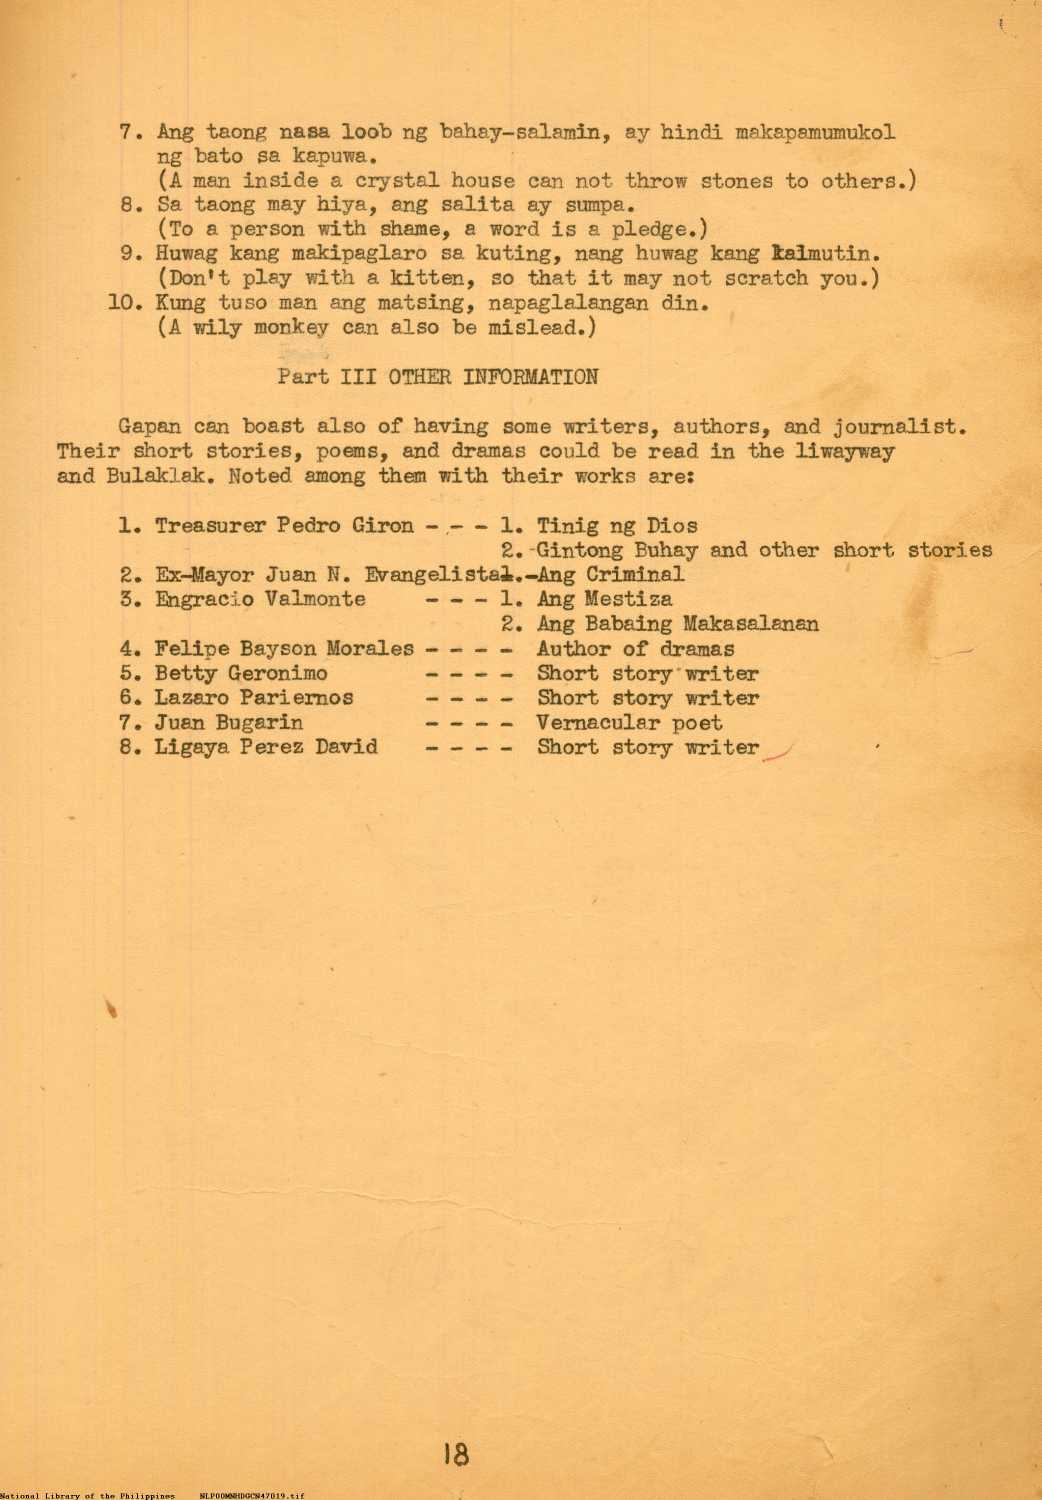 7. Ang taong nasa loob ng bahay-salamin, ay hindi makapamumukol
ng bato sa kapuwa.
(A man inside a crystal house can not throw stones to others.)
8. Sa taong may hiya, ang salita ay sumpa.
(To a person with shame, a word is a pledge.)
9. Huwag kang makipaglaro sa kuting, nang huwag kang kalmutin.
(Don't play with a kitten, so that it may not scratch you.)
10. Kung tuso man ang matsing, napaglalangan din.
(A wily monkey can also be mislead.)
Part III OTHER INFORMATION
Gapan can boast also of having some writers, authors, and journalist.
Their short stories, poems, and dramas could be read in the liwayway
and Bulaklak. Noted among them with their works are:
1. Treasurer Pedro Giron - - - 1. Tinig ng Dios
2. Gintong Buhay and other short stories
2. Ex-Mayor Juan N. Evangelista1.-Ang Criminal
3. Engracio Valmonte - - - 1. Ang Mestiza
2. Ang Babaing Makasalanan
4. Felipe Bayson Morales - - - - Author of dramas
5. Betty Geronimo - - - - Short story writer
6. Lazaro Pariernos - - - - Short story writer
7. Juan Bugarin - - - - Vernacular poet
8. Ligaya Perez David - - - - Short story writer
18
National Library of the Philippines NLPOOMNHDGCN47019.tif